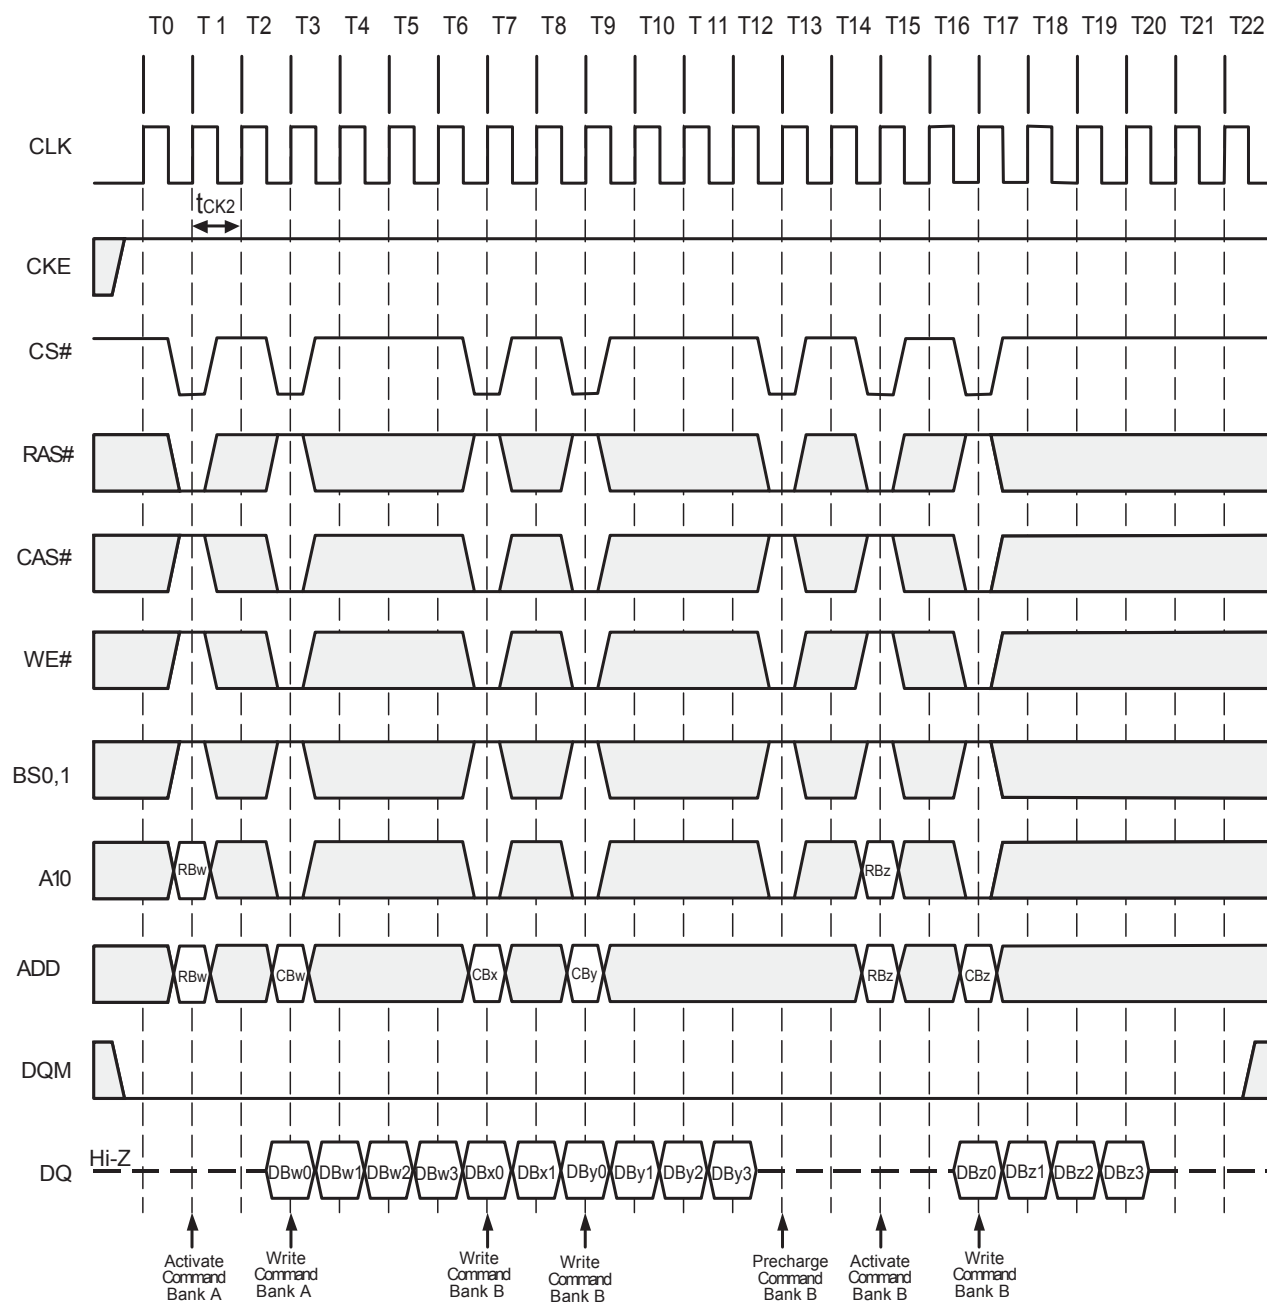 T0 T 1 T2 T3 T4 T5 T6 T7 T8 T9 T10 T 11 T12 T13 T14 T15 T16 T17 T18 T19 T20 T21 T22
CLK
tCK2
CKE
CS#
RAS#
CAS#
WE#
BS0,1
A10
RBw RBz
ADD
RBw CBw CBx CBy RBz CBz
DQM
DQ
Hi-Z
DBw0 DBw1 DBw2 DBw3 DBx0 DBx1 DBy0 DBy1 DBy2 DBy3 DBz0 DBz1 DBz2 DBz3
Activate
Command
Bank A
Write
Command
Bank A
Write
Command
Bank B
Write
Command
Bank B
Precharge
Command
Bank B
Activate
Command
Bank B
Write
Command
Bank B